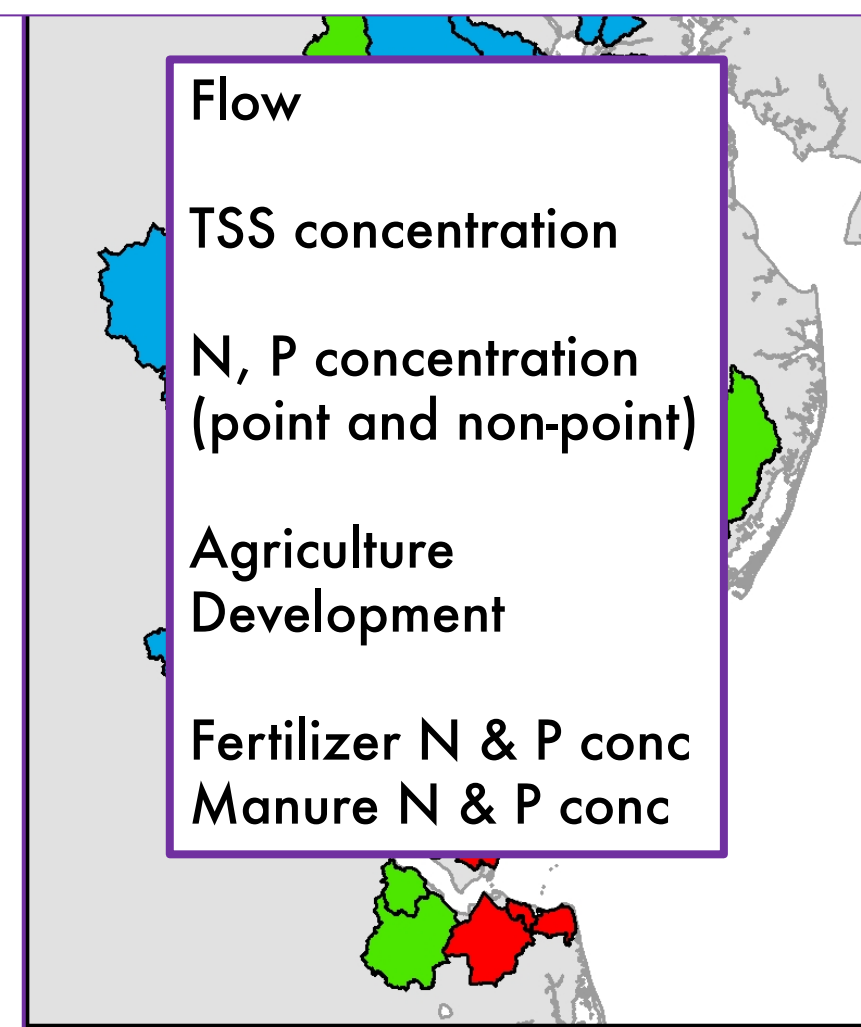 Flow
TSS concentration
N, P concentration
(point and non-point)
Agriculture
Development
Fertilizer N & P conc
Manure N & P conc